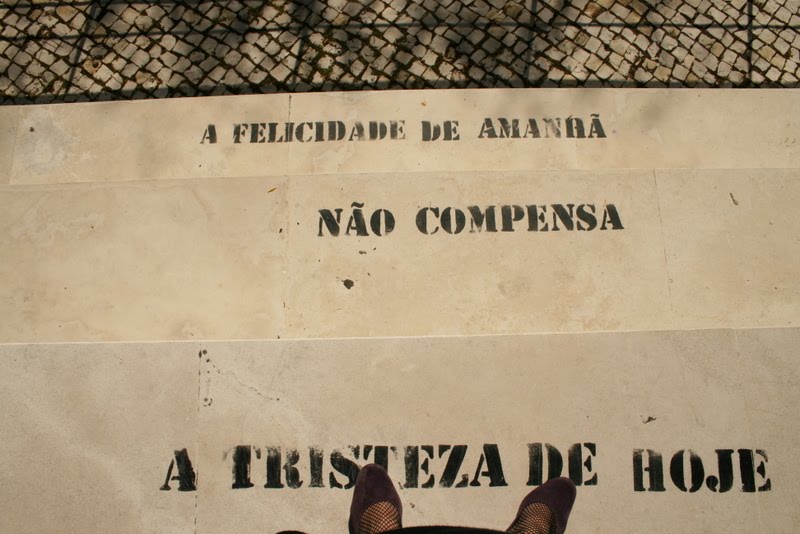 A FELICIDADE DE AMANHÃ
NÃO COMPENSA
A TRISTEZA DE HOJE